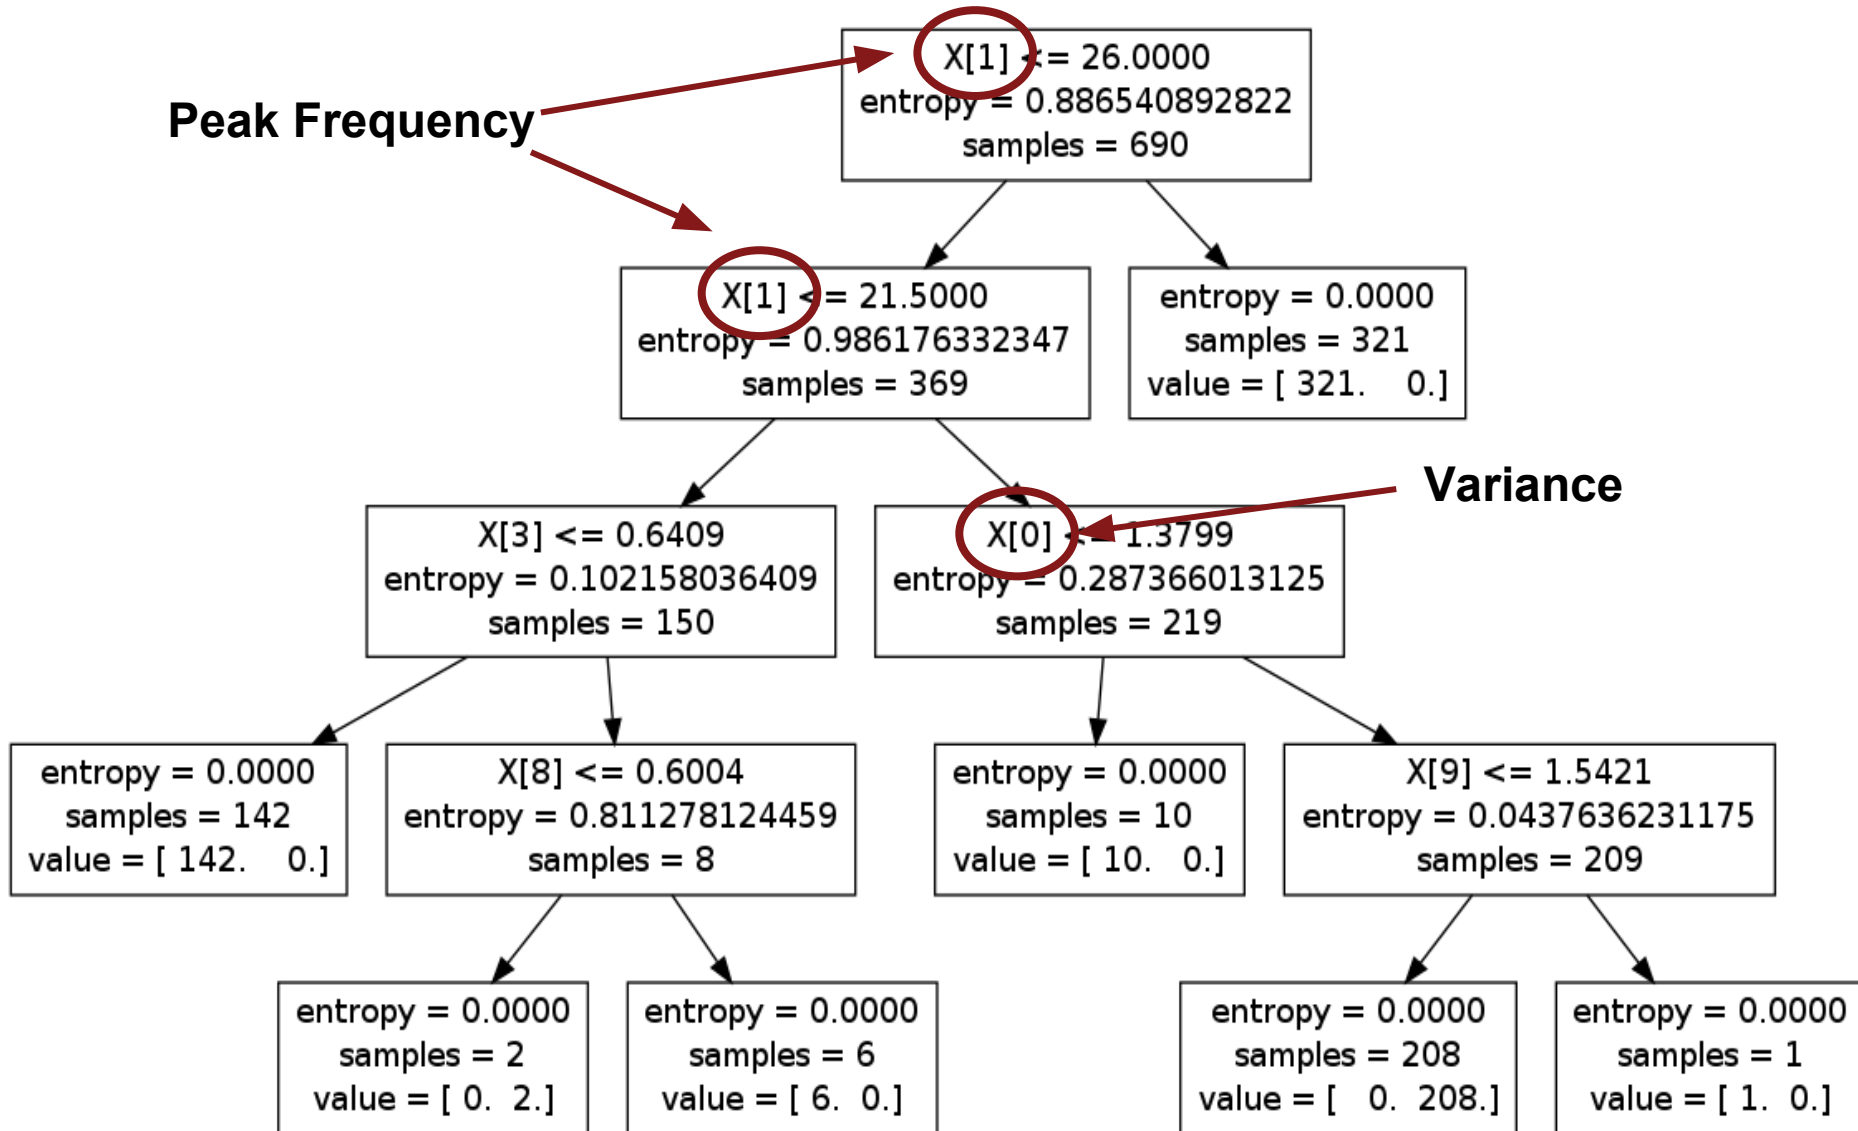 X[1] <= 26.0000
entropy = 0.886540892822
samples = 690
Peak Frequency
X[1] <= 21.5000
entropy = 0.986176332347
samples = 369
entropy = 0.0000
samples = 321
value = [ 321.    0.]
Variance
X[3] <= 0.6409
entropy = 0.102158036409
samples = 150
X[0] <= 1.3799
entropy = 0.287366013125
samples = 219
entropy = 0.0000
samples = 142
value = [ 142.    0.]
X[8] <= 0.6004
entropy = 0.811278124459
samples = 8
entropy = 0.0000
samples = 10
value = [ 10.   0.]
X[9] <= 1.5421
entropy = 0.0437636231175
samples = 209
entropy = 0.0000
samples = 2
value = [ 0.  2.]
entropy = 0.0000
samples = 6
value = [ 6.  0.]
entropy = 0.0000
samples = 208
value = [   0.  208.]
entropy = 0.0000
samples = 1
value = [ 1.  0.]